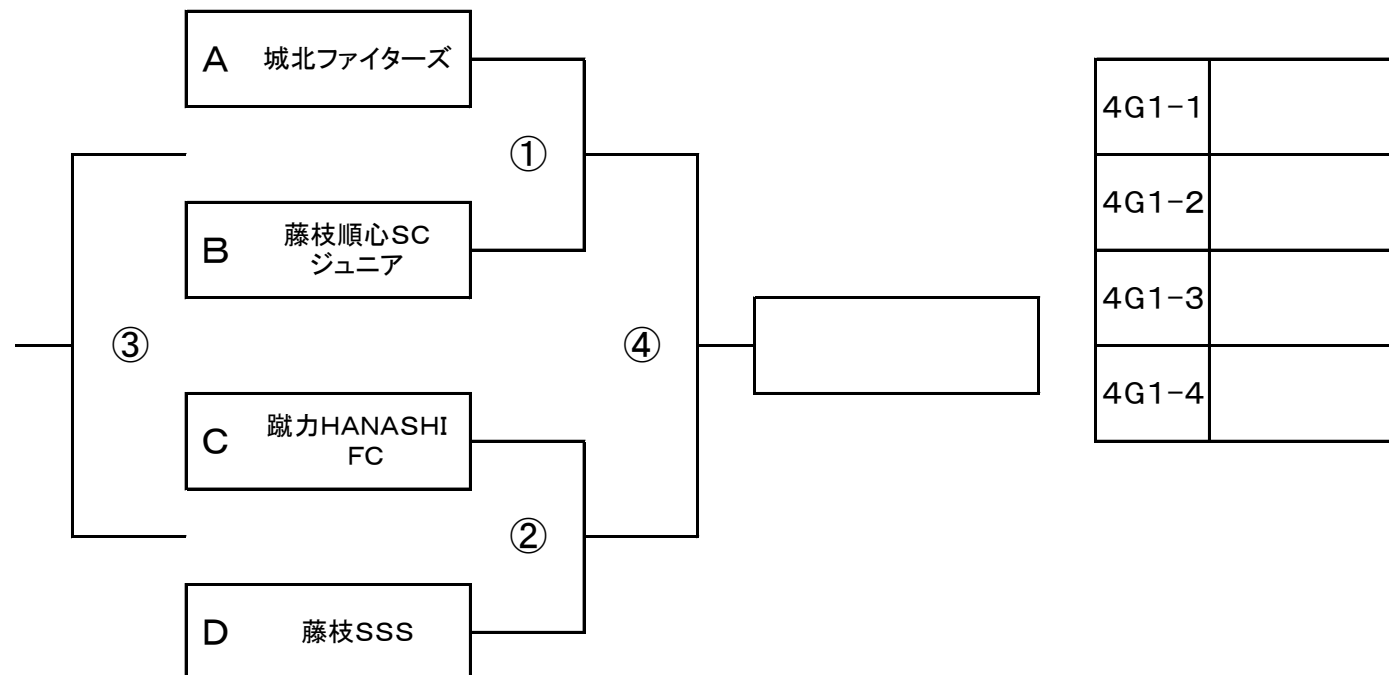 A 城北ファイターズ
①
B 藤枝順心SC
ジュニア
③
④
C 蹴力HANASHI
FC
②
D 藤枝SSS
4G1-1
4G1-2
4G1-3
4G1-4